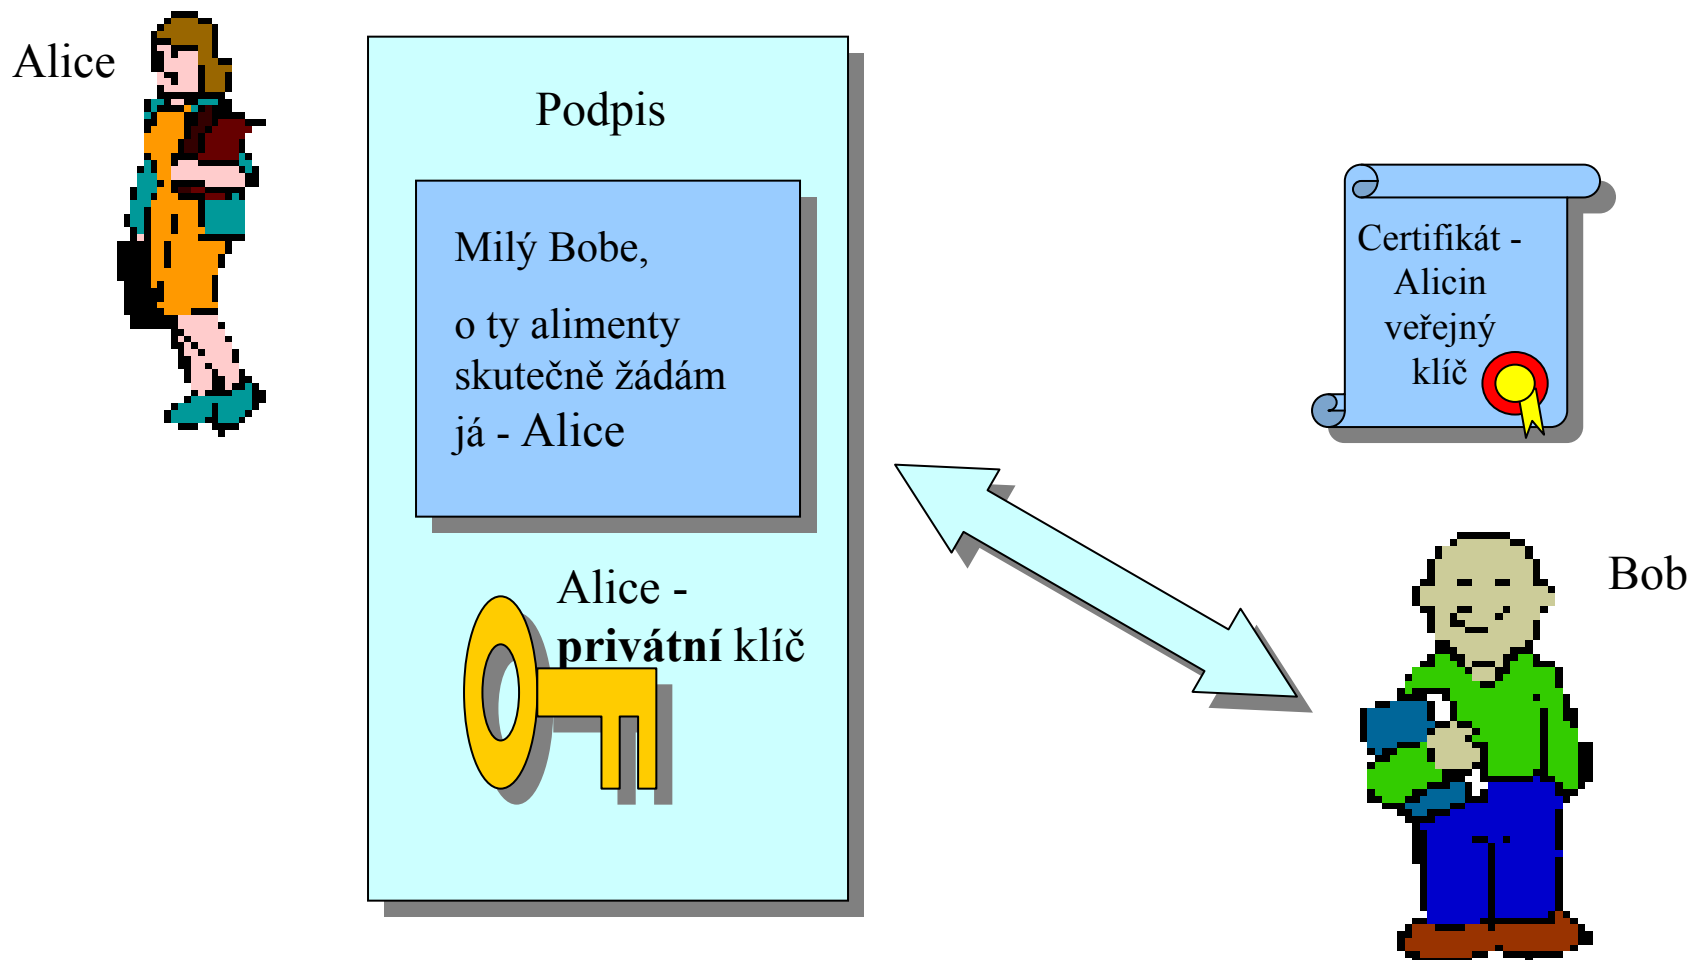 Alice
Podpis
Milý Bobe,
o ty alimenty
skutečně žádám
já - Alice
Alice -
privátní klíč
Certifikát -
Alicin
veřejný
klíč
Bob